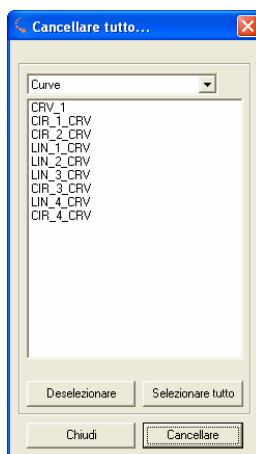 Cancellare tutto...
Curve
CRV_1
CIR_1_CRV
CIR_2_CRV
LIN_1_CRV
LIN_2_CRV
LIN_3_CRV
CIR_3_CRV
LIN_4_CRV
CIR_4_CRV
Deselezionare Selezionare tutto
Chiudi Cancellare